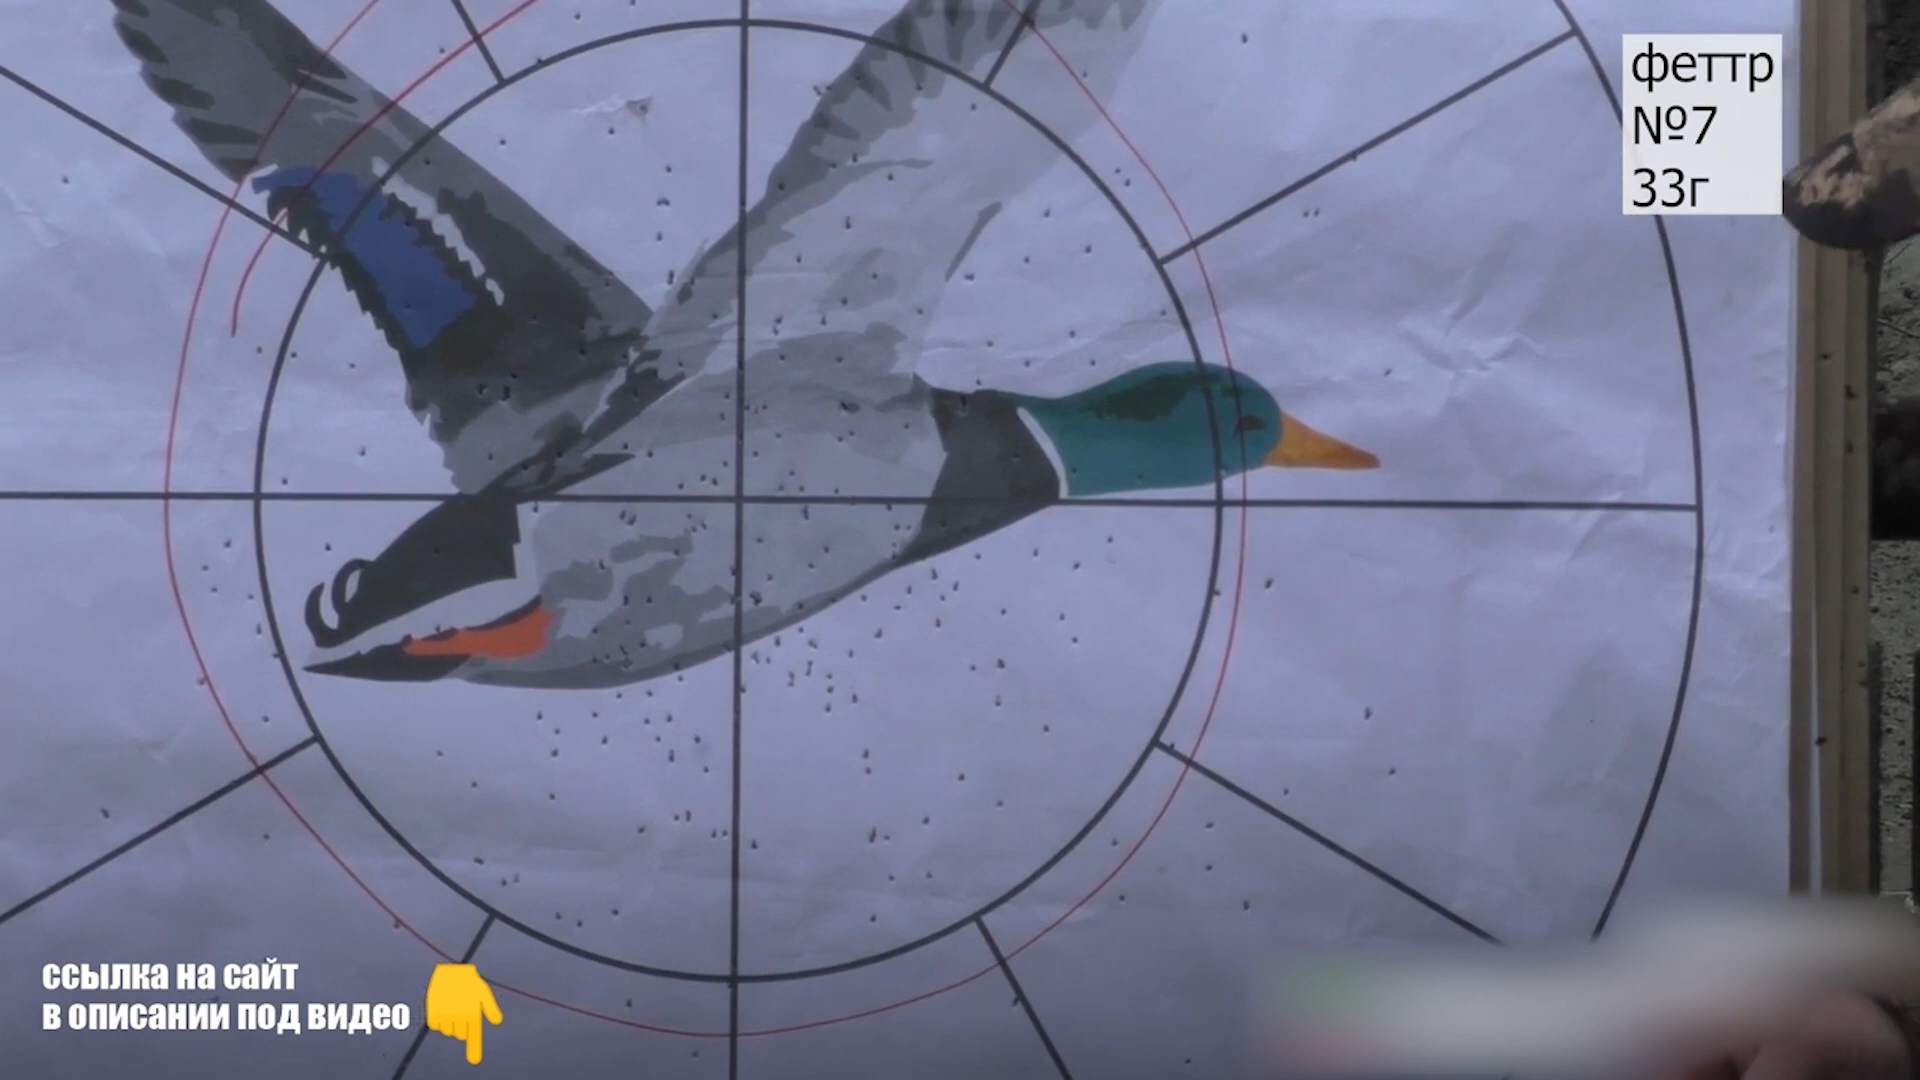 феттр
№7
33г
ссылка на сайт
в описании под видео